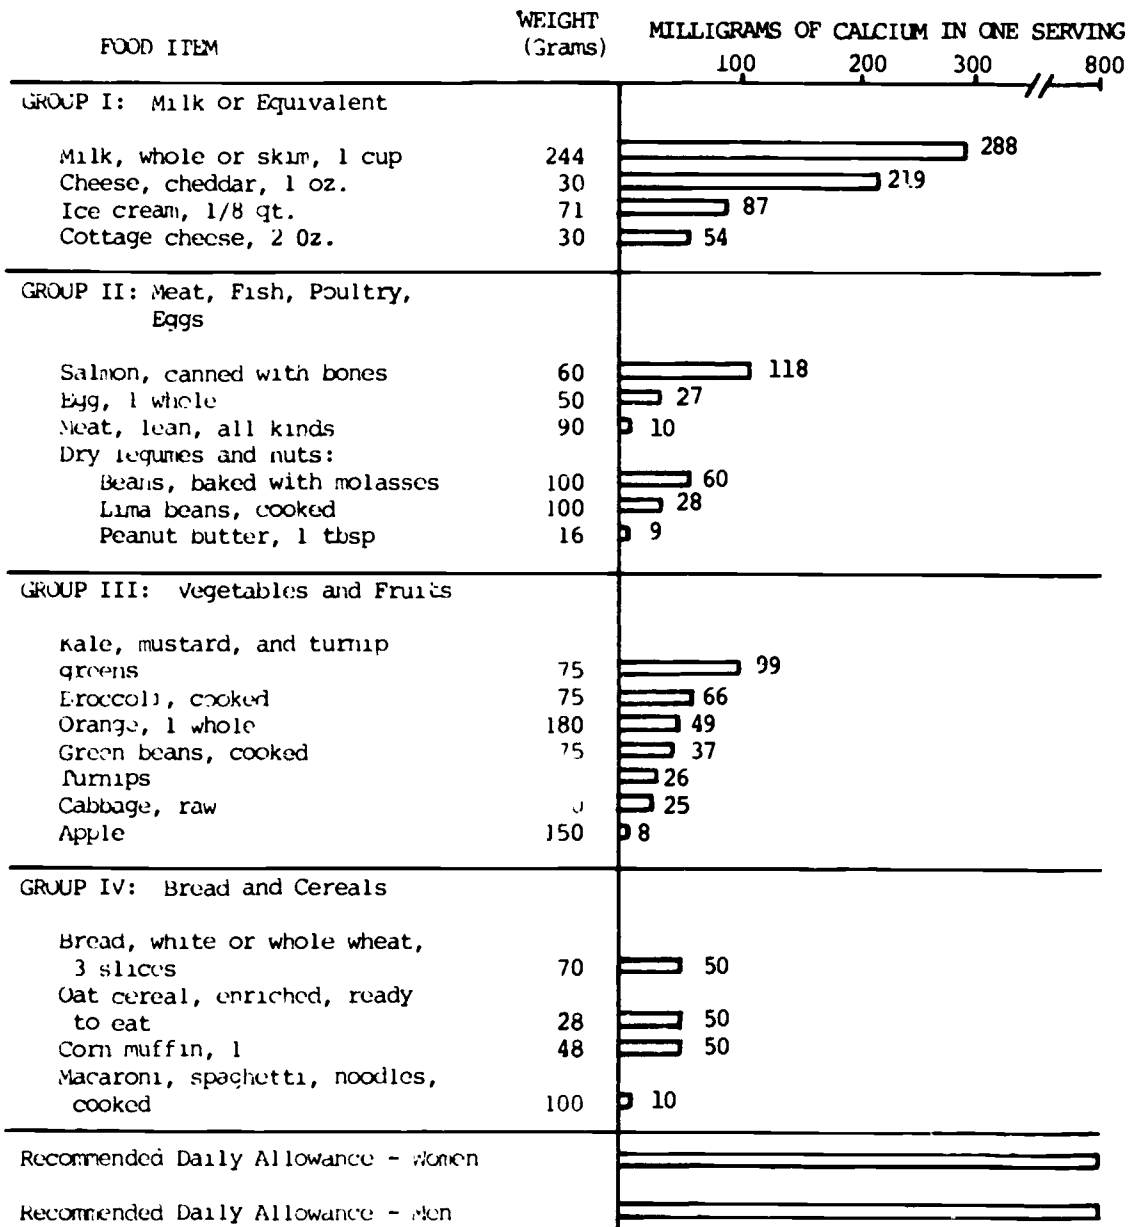 FOOD ITEM WEIGHT (Grams) MILLIGRAMS OF CALCIUM IN ONE SERVING
100 200 300 800
GROUP I: Milk or Equivalent
Milk, whole or skim, 1 cup 244 288
Cheese, cheddar, 1 oz. 30 219
Ice cream, 1/8 qt. 71 87
Cottage cheese, 2 Oz. 30 54
GROUP II: Meat, Fish, Poultry,
Eggs
Salmon, canned with bones 60 118
Egg, 1 whole 50 27
Meat, lean, all kinds 90 10
Dry legumes and nuts:
Beans, baked with molasses 100 60
Lima beans, cooked 100 28
Peanut butter, 1 tbsp 16 9
GROUP III: Vegetables and Fruits
Kale, mustard, and turnip
greens 75 99
Broccoli, cooked 75 66
Orange, 1 whole 180 49
Green beans, cooked 75 37
Turnips 26
Cabbage, raw 25
Apple 150 8
GROUP IV: Bread and Cereals
Bread, white or whole wheat,
3 slices 70 50
Oat cereal, enriched, ready
to eat 28 50
Corn muffin, 1 48 50
Macaroni, spaghetti, noodles,
cooked 100 10
Recommended Daily Allowance - Women
Recommended Daily Allowance - Men